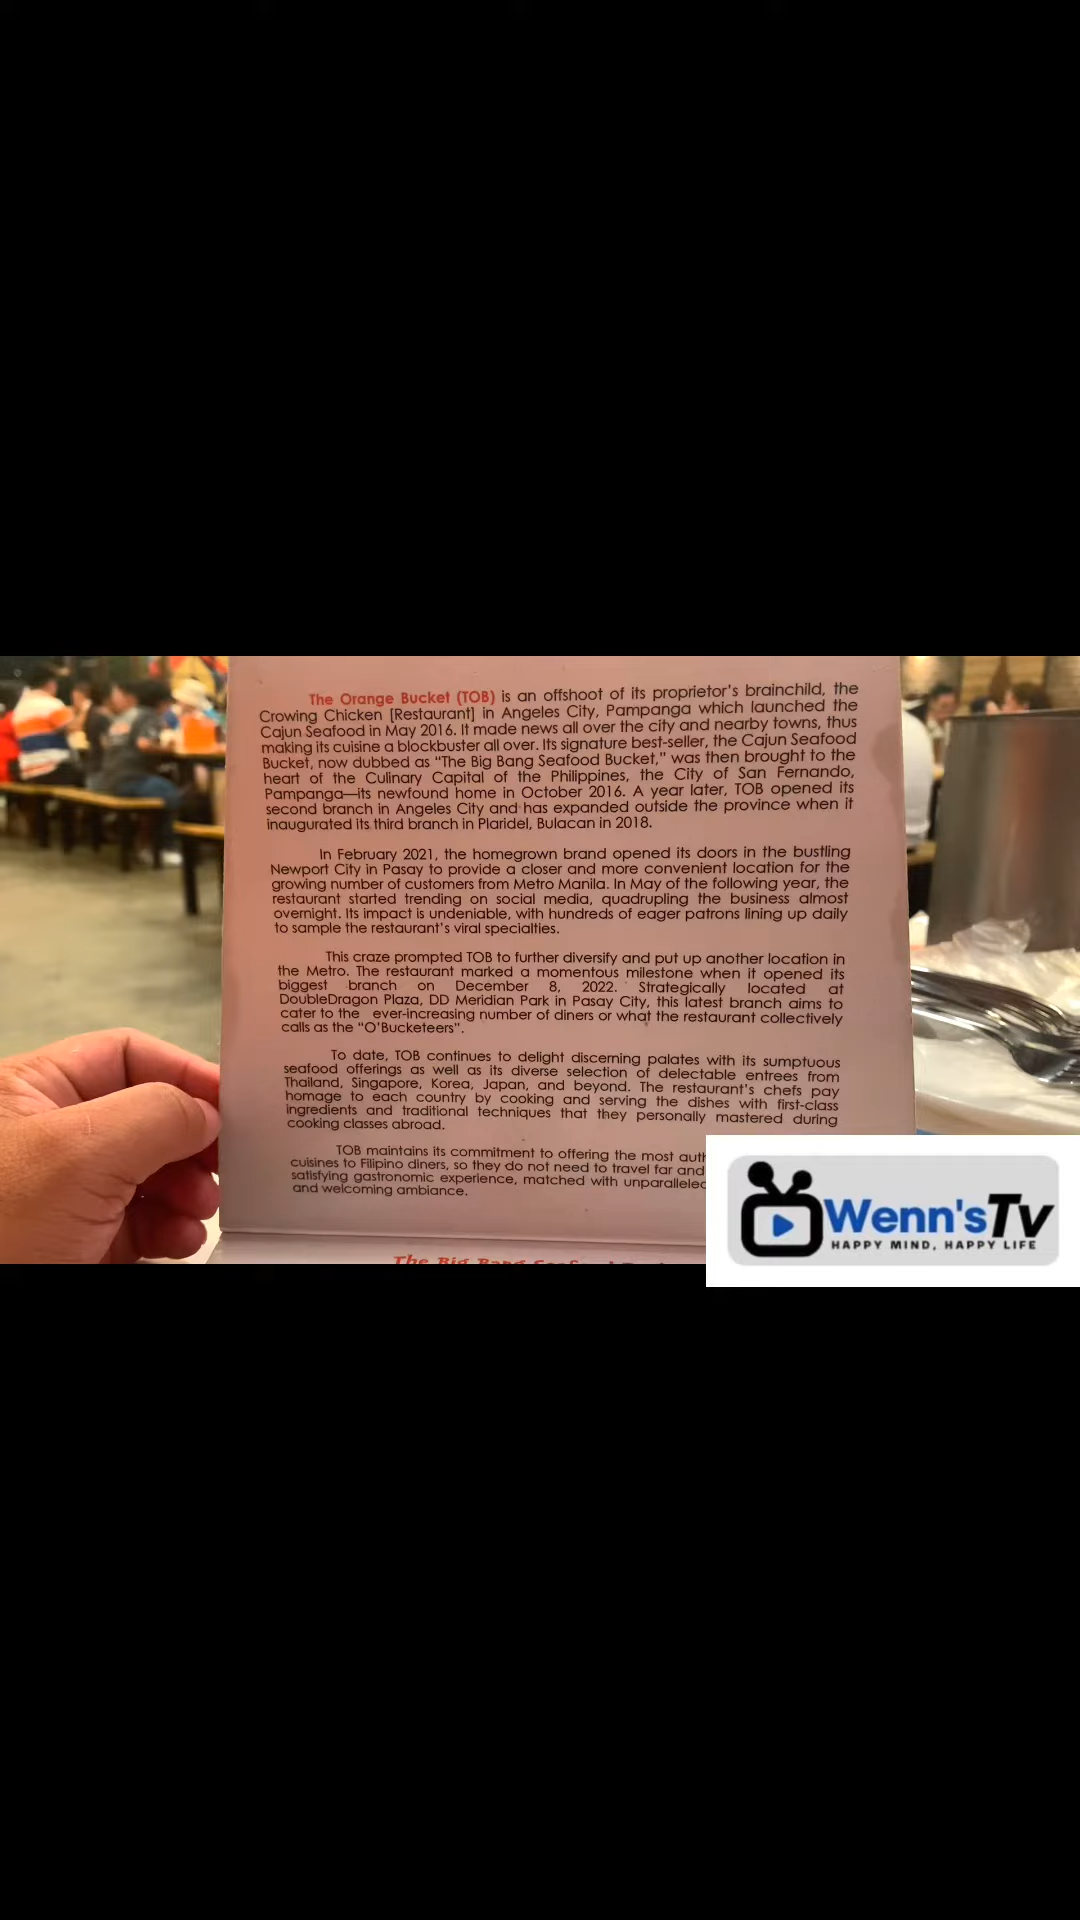 The Orange Bucket (TOB) is an offshoot of its proprietor's brainchild, the
Crowing Chicken [Restaurant] in Angeles City, Pampanga which launched the
Cajun Seafood in May 2016. It made news all over the city and nearby towns, thus
making its cuisine a blockbuster all over. Its signature best-seller, the Cajun Seafood
Bucket, now dubbed as "The Big Bang Seafood Bucket," was then brought to the
heart of the Culinary Capital of the Philippines, the City of San Fernando,
Pampanga—its newfound home in October 2016. A year later, TOB opened its
second branch in Angeles City and has expanded outside the province when it
inaugurated its third branch in Plaridel, Bulacan in 2018.
In February 2021, the homegrown brand opened its doors in the bustling
Newport City in Pasay to provide a closer and more convenient location for the
growing number of customers from Metro Manila. In May of the following year, the
restaurant started trending on social media, quadrupling the business almost
overnight. Its impact is undeniable, with hundreds of eager patrons lining up daily
to sample the restaurant's viral specialties.
This craze prompted TOB to further diversify and put up another location in
the Metro. The restaurant marked a momentous milestone when it opened its
biggest branch on December 8, 2022. Strategically located at
DoubleDragon Plaza, DD Meridian Park in Pasay City, this latest branch aims to
cater to the ever-increasing number of diners or what the restaurant collectively
calls as the "O'Bucketeers".
To date, TOB continues to delight discerning palates with its sumptuous
seafood offerings as well as its diverse selection of delectable entrees from
Thailand, Singapore, Korea, Japan, and beyond. The restaurant's chefs pay
homage to each country by cooking and serving the dishes with first-class
ingredients and traditional techniques that they personally mastered during
cooking classes abroad.
TOB maintains its commitment to offering the most auth
cuisines to Filipino diners, so they do not need to travel far and
satisfying gastronomic experience, matched with unparalleled
and welcoming ambiance.
The Big Bang Seafood
Wenn'sTv
HAPPY MIND, HAPPY LIFE